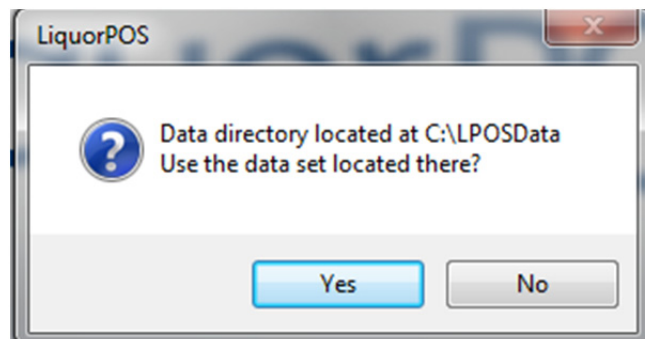 LiquorPOS
Data directory located at C:\LPOSData
Use the data set located there?
Yes
No